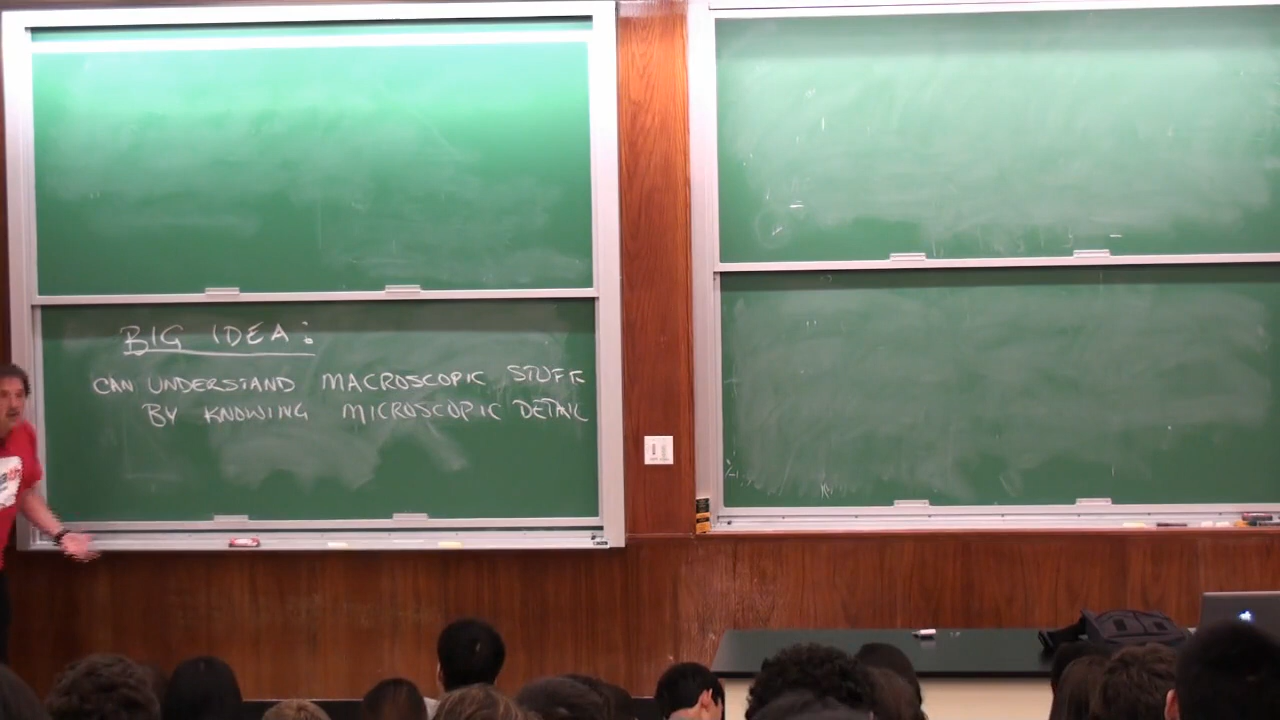 BIG IDEA:
CAN UNDERSTAND MACROSCOPIC STUFF
BY KNOWING MICROSCOPIC DETAIL